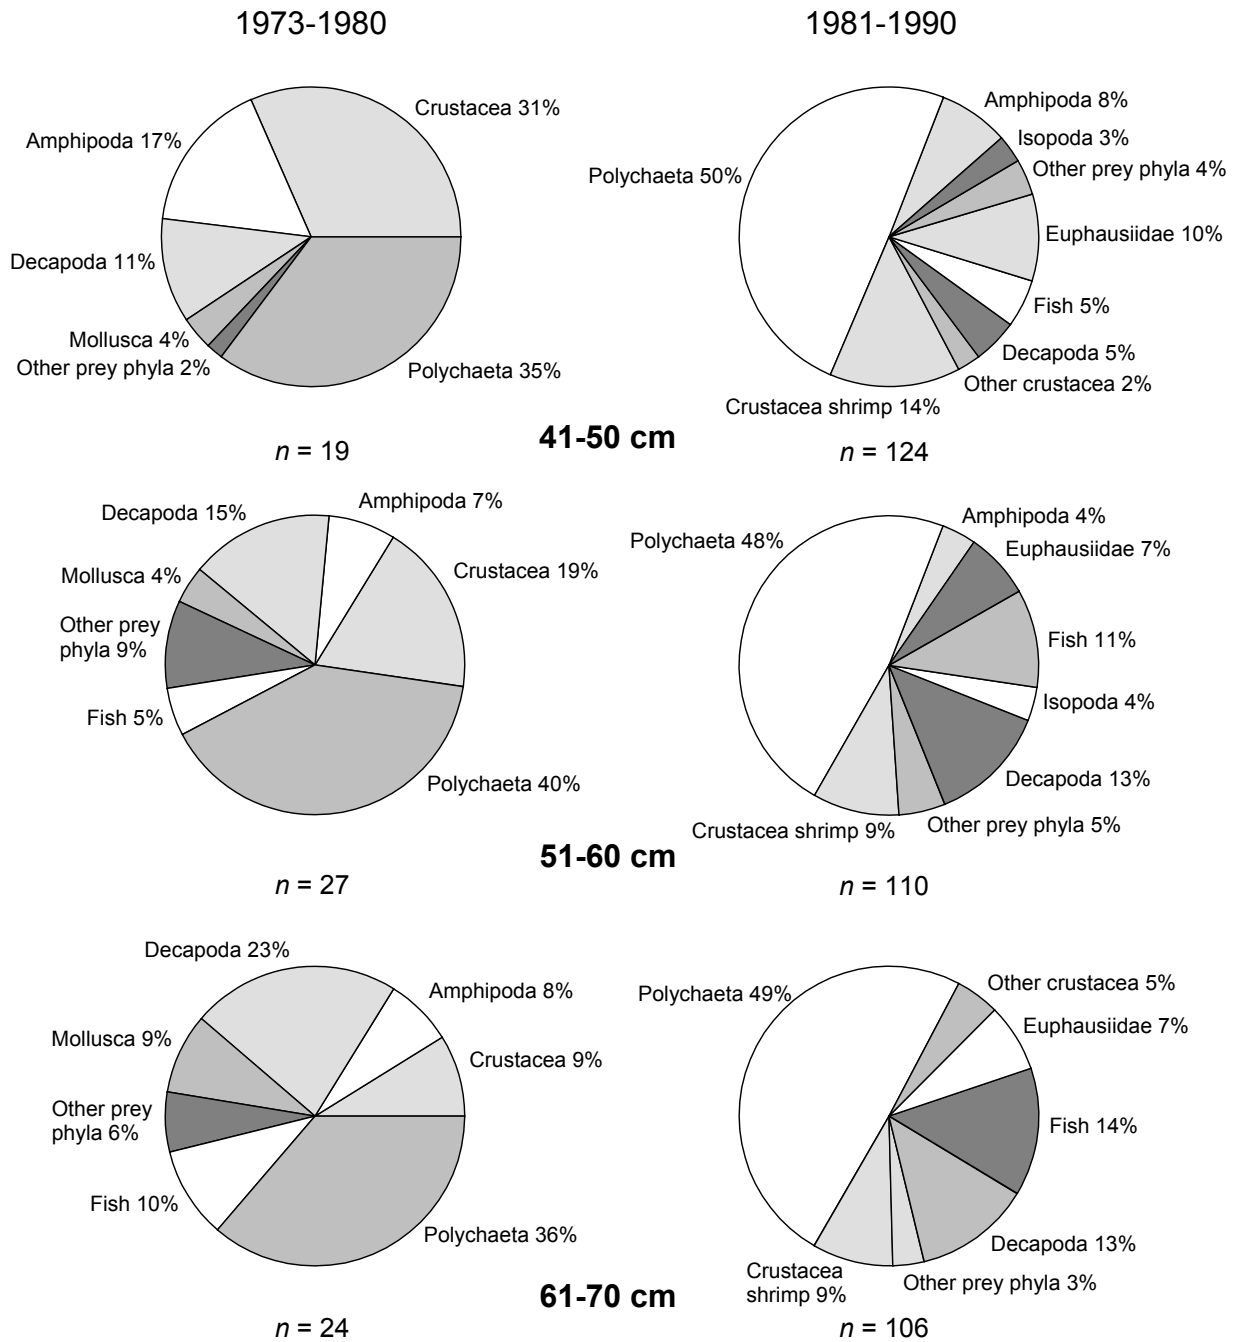 1973-1980
1981-1990
Crustacea 31%
Amphipoda 17%
Decapoda 11%
Mollusca 4%
Other prey phyla 2%
Polychaeta 35%
n = 19
Amphipoda 8%
Isopoda 3%
Other prey phyla 4%
Polychaeta 50%
Euphausiidae 10%
Fish 5%
Decapoda 5%
Other crustacea 2%
Crustacea shrimp 14%
n = 124
41-50 cm
Amphipoda 7%
Decapoda 15%
Crustacea 19%
Mollusca 4%
Other prey
phyla 9%
Fish 5%
Polychaeta 40%
n = 27
Amphipoda 4%
Polychaeta 48%
Euphausiidae 7%
Fish 11%
Isopoda 4%
Decapoda 13%
Other prey phyla 5%
Crustacea shrimp 9%
n = 110
51-60 cm
Decapoda 23%
Amphipoda 8%
Mollusca 9%
Crustacea 9%
Other prey
phyla 6%
Fish 10%
Polychaeta 36%
n = 24
Other crustacea 5%
Polychaeta 49%
Euphausiidae 7%
Fish 14%
Decapoda 13%
Other prey phyla 3%
Crustacea
shrimp 9%
n = 106
61-70 cm